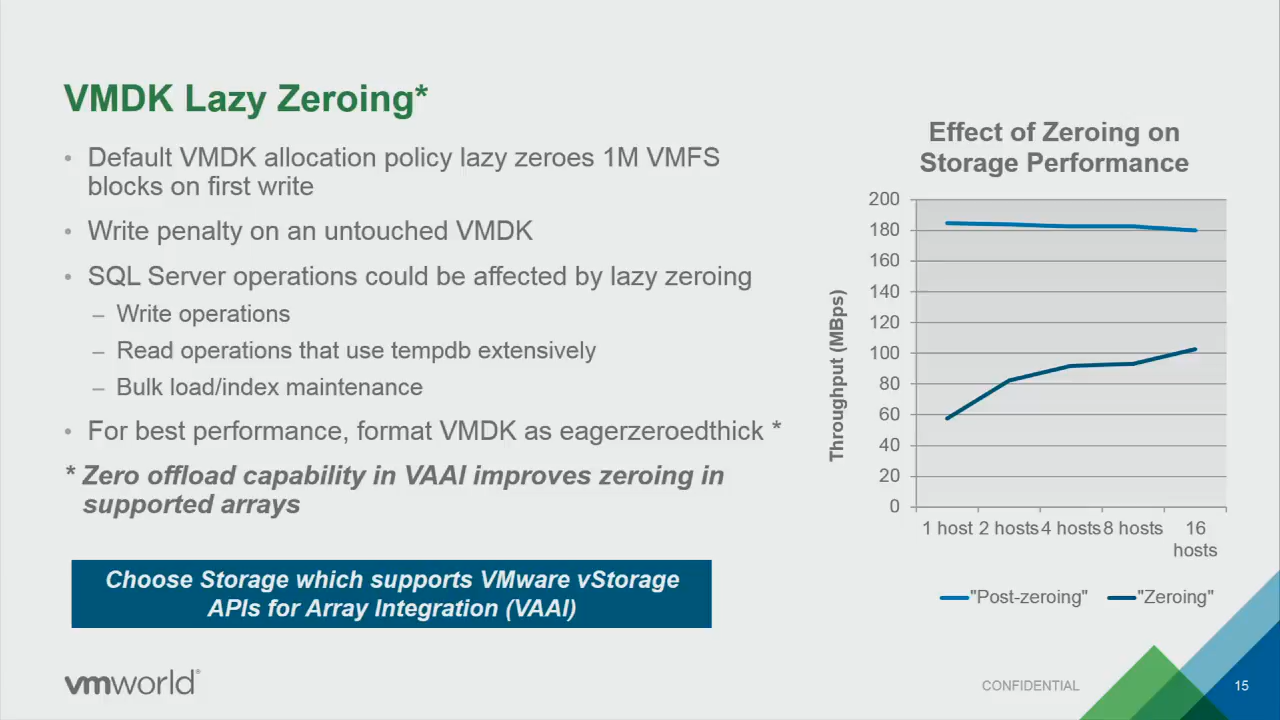 VMDK Lazy Zeroing*
• Default VMDK allocation policy lazy zeroes 1M VMFS
blocks on first write
• Write penalty on an untouched VMDK
• SQL Server operations could be affected by lazy zeroing
– Write operations
– Read operations that use tempdb extensively
– Bulk load/index maintenance
• For best performance, format VMDK as eagerzeroedthick *
* Zero offload capability in VAAI improves zeroing in
supported arrays
Choose Storage which supports VMware vStorage
APIs for Array Integration (VAAI)
Effect of Zeroing on
Storage Performance
Throughput (MBps)
200
180
160
140
120
100
80
60
40
20
0
1 host 2 hosts 4 hosts 8 hosts 16
hosts
"Post-zeroing" "Zeroing"
vmworld®
CONFIDENTIAL
15